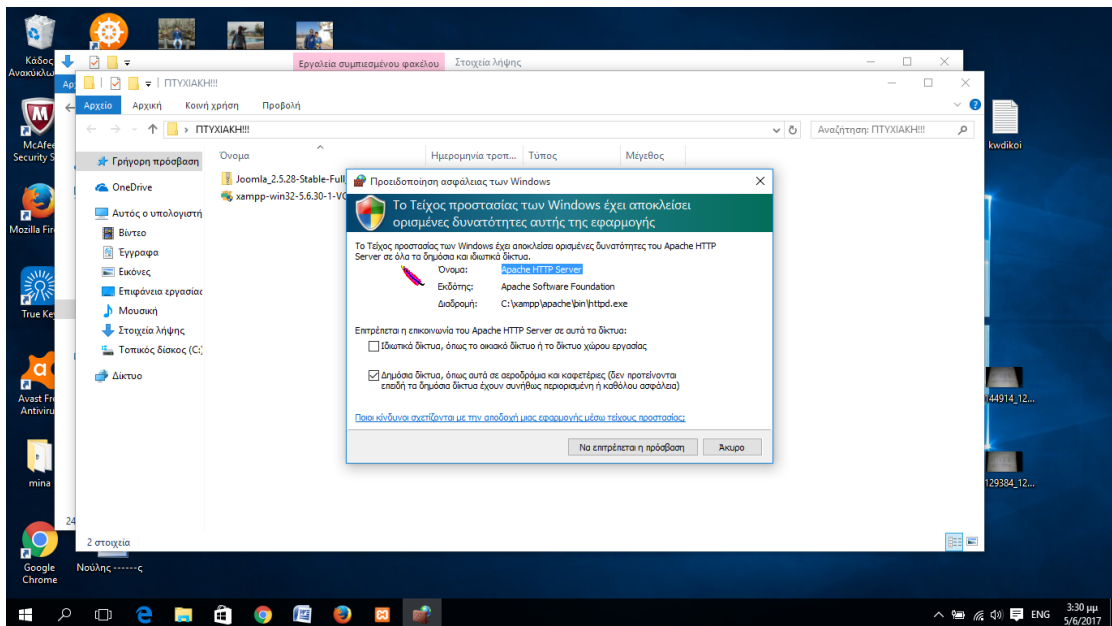 Κάδος
Ανακύκλω
McAfee
Security S
Mozilla Fir
True Key
Avast Fre
Antiviru
mina
Google
Chrome
Νούλης ------ς
Εργαλεία συμπιεσμένου φακέλου
Στοιχεία λήψης
ΠΤΥΧΙΑΚΗ!!!
Αρχείο Αρχική Κοινή χρήση Προβολή
ΠΤΥΧΙΑΚΗ!!!
Αναζήτηση: ΠΤΥΧΙΑΚΗ!!!
Γρήγορη πρόσβαση
OneDrive
Αυτός ο υπολογιστή
Βίντεο
Έγγραφα
Εικόνες
Επιφάνεια εργασίας
Μουσική
Στοιχεία λήψης
Τοπικός δίσκος (C:)
Δίκτυο
Όνομα Ημερομηνία τροπ... Τύπος Μέγεθος
Joomla_2.5.28-Stable-Full
xampp-win32-5.6.30-1-VC
Προειδοποίηση ασφάλειας των Windows
Το Τείχος προστασίας των Windows έχει αποκλείσει
ορισμένες δυνατότητες αυτής της εφαρμογής
Το Τείχος προστασίας των Windows έχει αποκλείσει ορισμένες δυνατότητες του Apache HTTP
Server σε όλα τα δημόσια και ιδιωτικά δίκτυα.
Όνομα: Apache HTTP Server
Εκδότης: Apache Software Foundation
Διαδρομή: C:\xampp\apache\bin\httpd.exe
Επιτρέπεται η επικοινωνία του Apache HTTP Server σε αυτά τα δίκτυα:
Ιδιωτικά δίκτυα, όπως το οικιακό δίκτυο ή το δίκτυο χώρου εργασίας
Δημόσια δίκτυα, όπως αυτά σε αεροδρόμια και καφετέριες (δεν προτείνονται
επειδή τα δημόσια δίκτυα έχουν συνήθως περιορισμένη ή καθόλου ασφάλεια)
Ποιοι κίνδυνοι σχετίζονται με την αποδοχή μιας εφαρμογής μέσω τείχους προστασίας;
Να επιτρέπεται η πρόσβαση
Άκυρο
24
2 στοιχεία
kwdikoi
44914_12...
129384_12...
ENG
3:30 μμ
5/6/2017